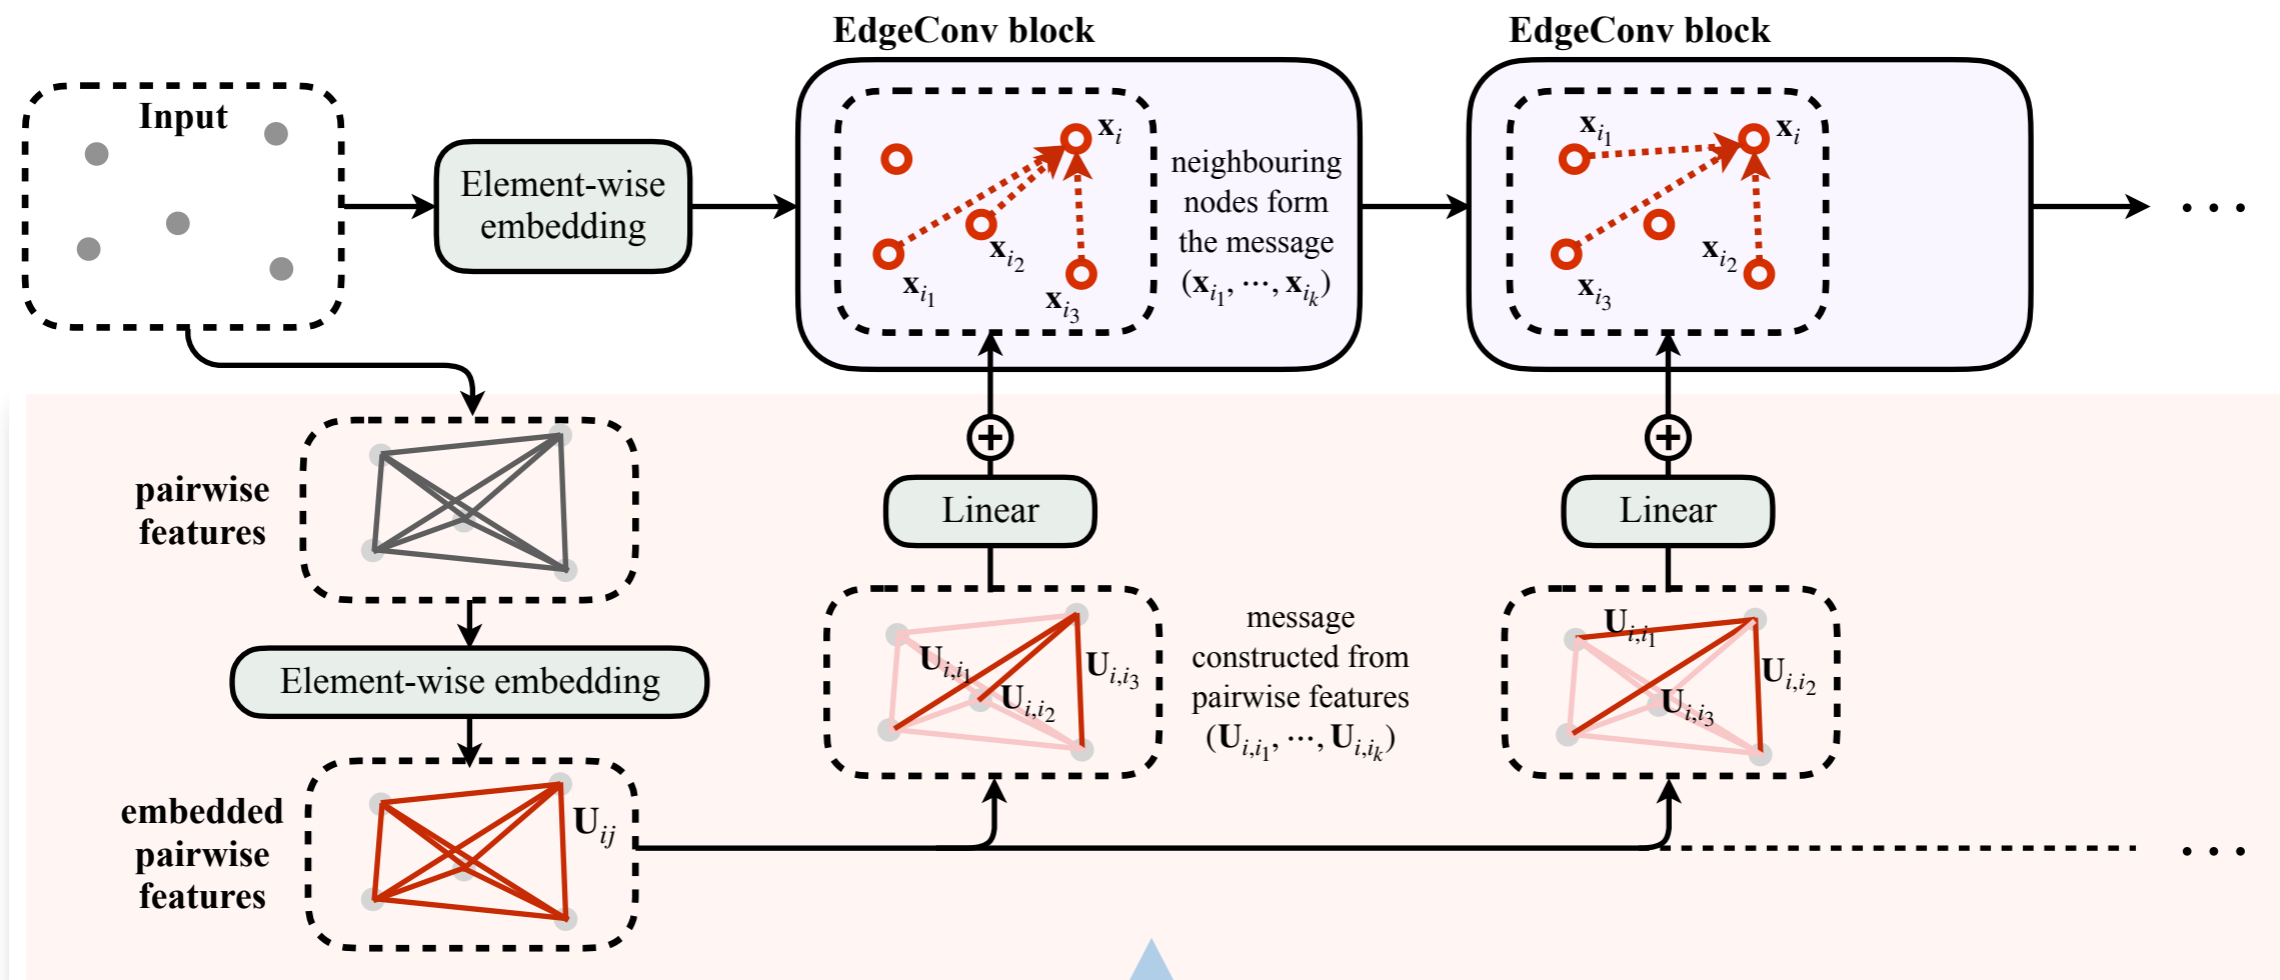 EdgeConv block
EdgeConv block
Input
Element-wise
embedding
x_i
x_{i_1}
x_{i_2}
x_{i_3}
neighbouring
nodes form
the message
(x_{i_1}, ⋯, x_{i_k})
x_{i_1}
x_i
x_{i_2}
x_{i_3}
. . .
pairwise
features
Linear
Linear
Element-wise embedding
U_{i,i_1}
U_{i,i_2}
U_{i,i_3}
message
constructed from
pairwise features
(U_{i,i_1}, ⋯, U_{i,i_k})
U_{i,i_1}
U_{i,i_2}
U_{i,i_3}
embedded
pairwise
features
U_{ij}
. . .